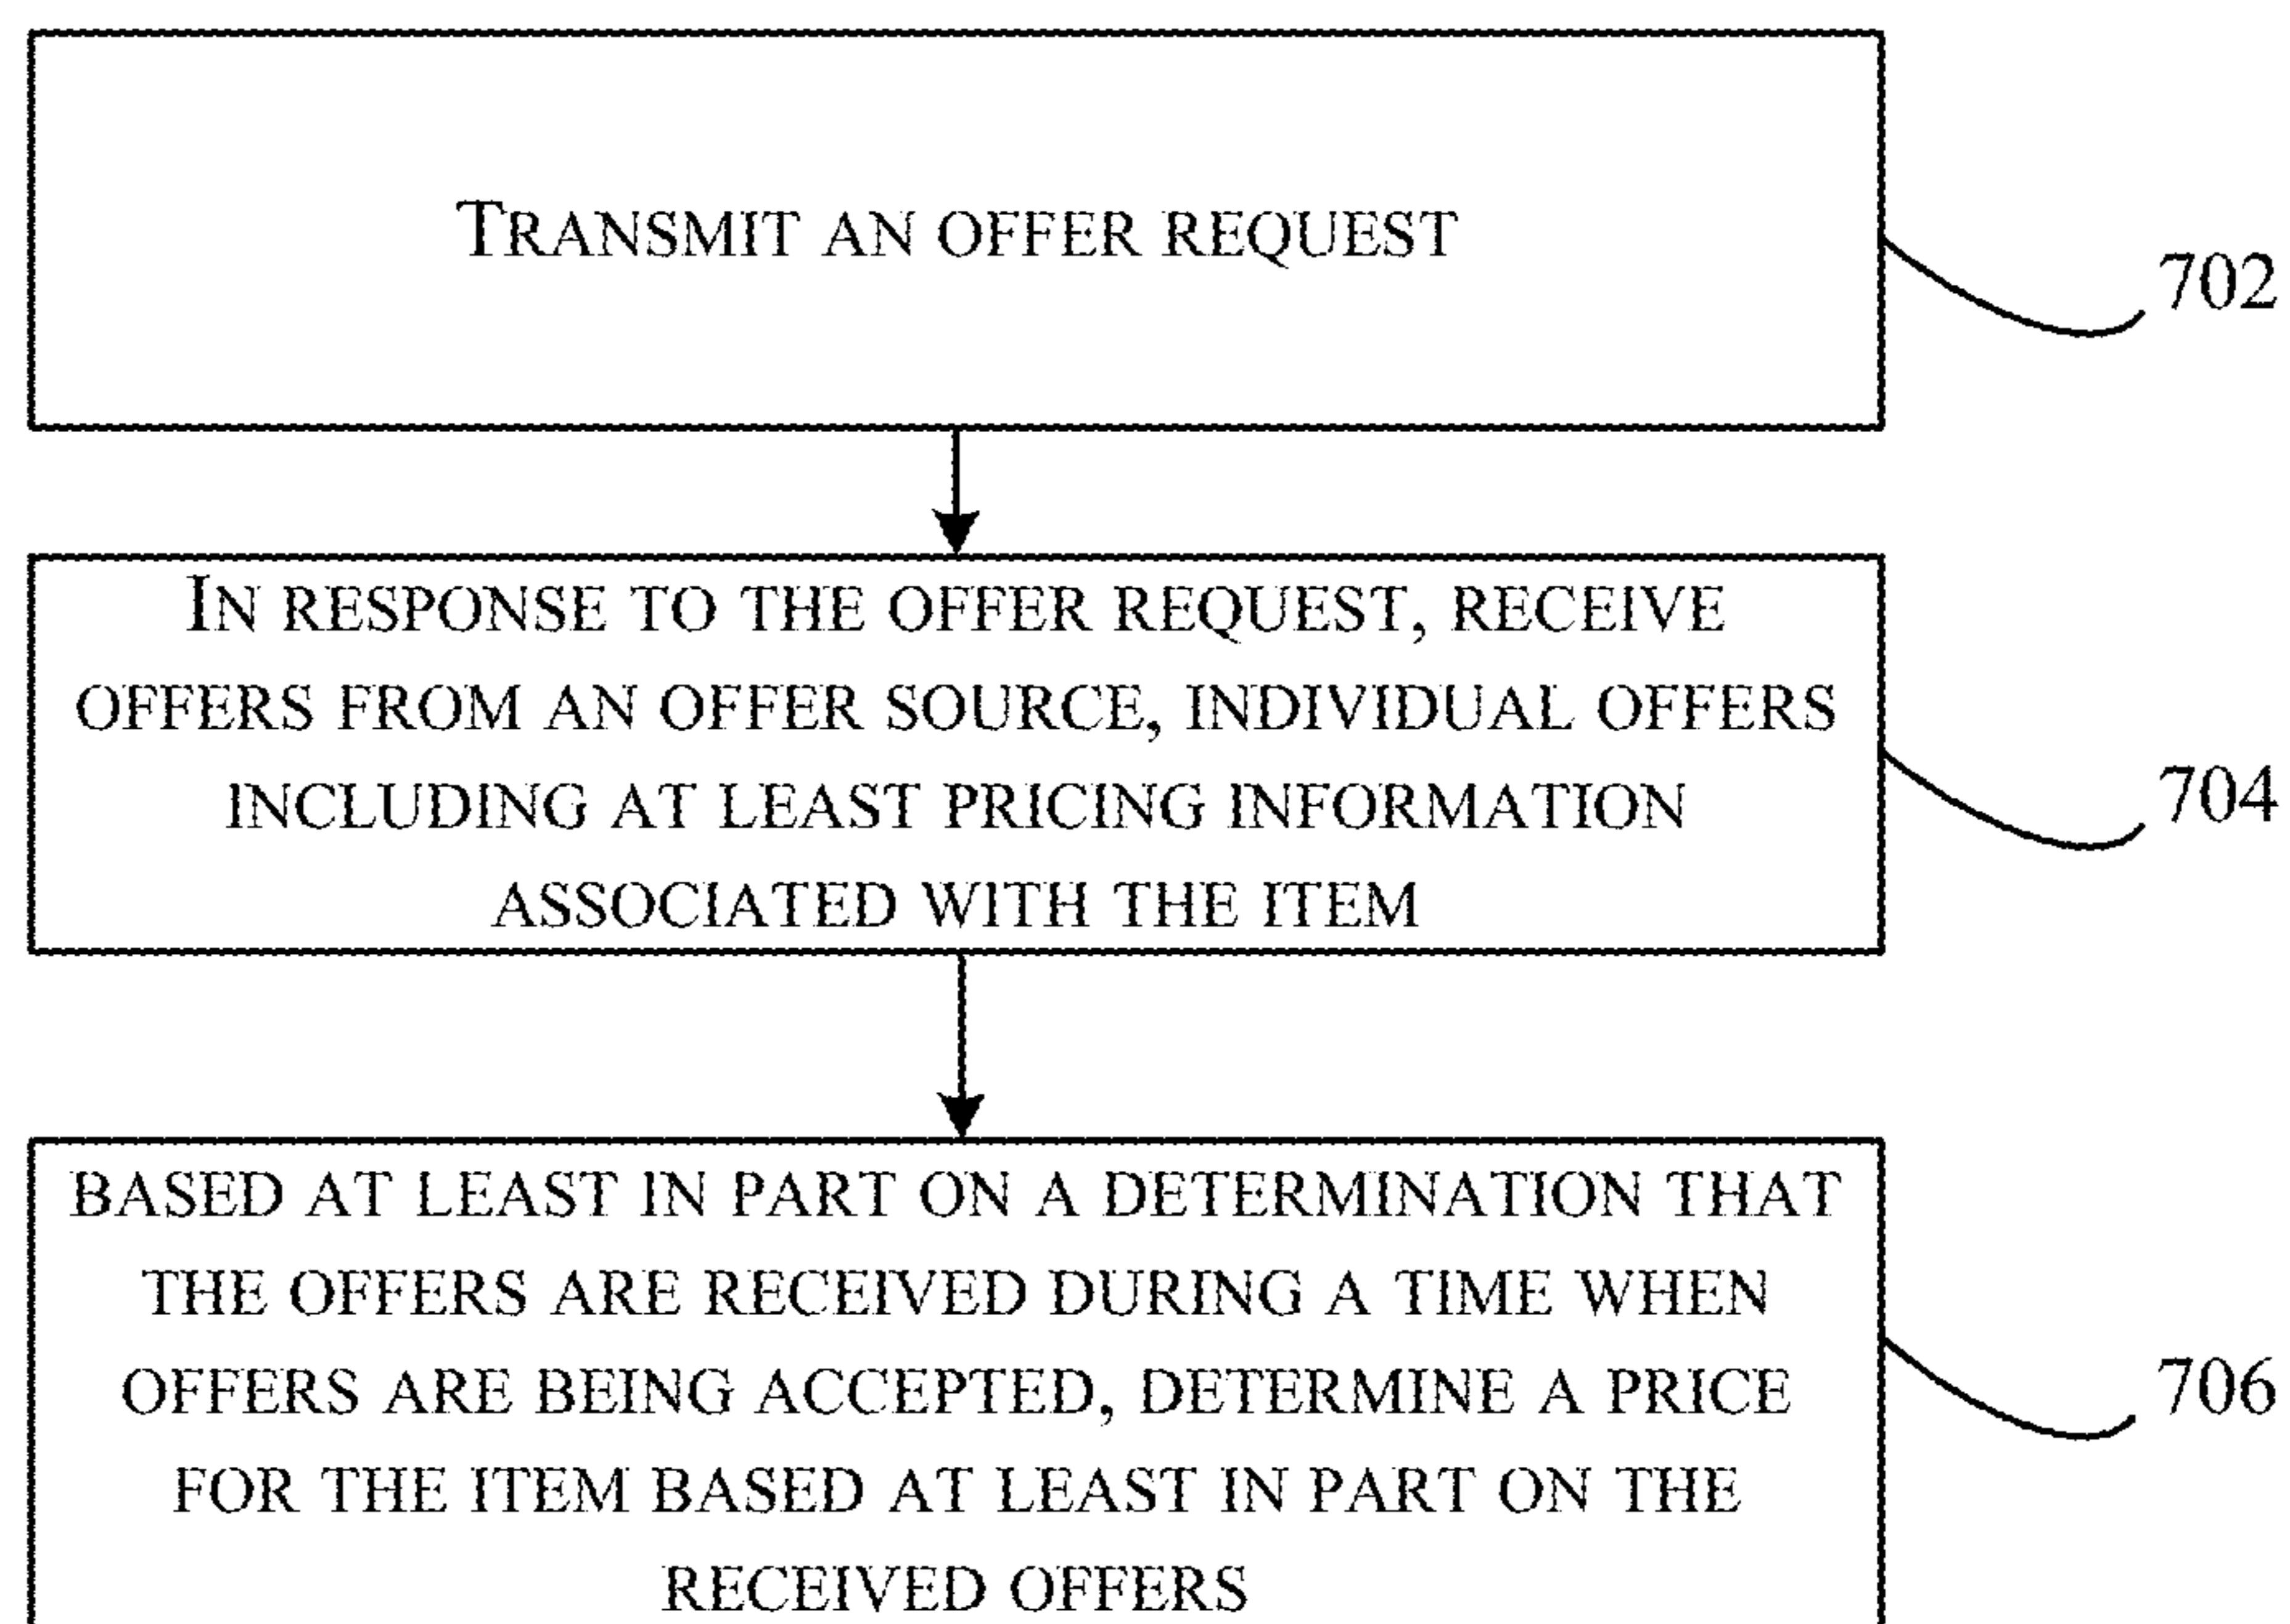 TRANSMIT AN OFFER REQUEST
702
IN RESPONSE TO THE OFFER REQUEST, RECEIVE
OFFERS FROM AN OFFER SOURCE, INDIVIDUAL OFFERS
INCLUDING AT LEAST PRICING INFORMATION
ASSOCIATED WITH THE ITEM
704
BASED AT LEAST IN PART ON A DETERMINATION THAT
THE OFFERS ARE RECEIVED DURING A TIME WHEN
OFFERS ARE BEING ACCEPTED, DETERMINE A PRICE
FOR THE ITEM BASED AT LEAST IN PART ON THE
RECEIVED OFFERS
706